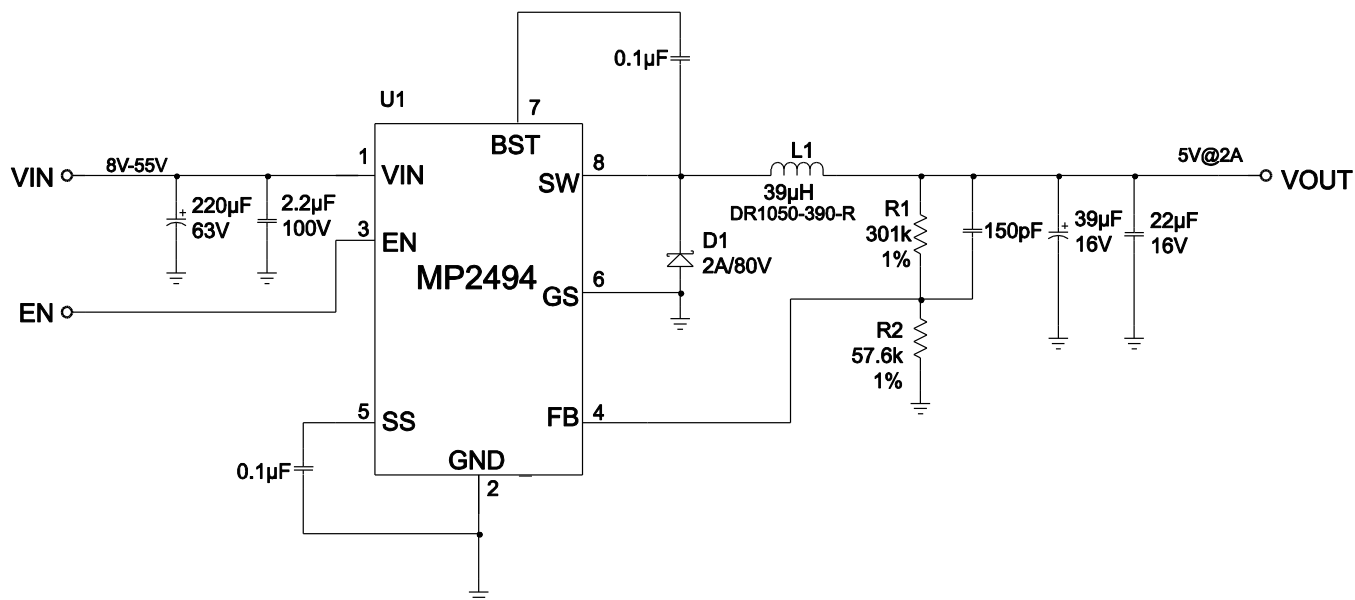 0.1µF
U1
7
BST
VIN
8V-55V
1
VIN
SW
8
L1
39µH
DR1050-390-R
5V@2A
VOUT
+
220µF
63V
2.2µF
100V
3
EN
R1
301k
1%
150pF
+
39µF
16V
22µF
16V
D1
2A/80V
MP2494
GS
6
EN
R2
57.6k
1%
5
SS
FB
4
0.1µF
GND
2